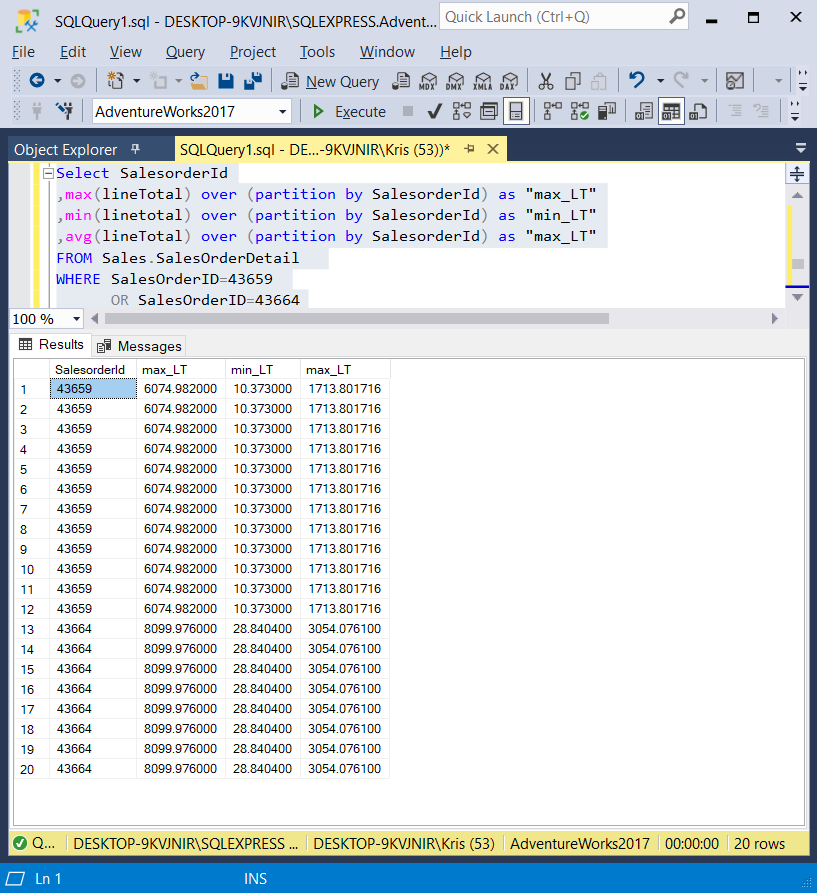 SQLQuery1.sql - DESKTOP-9KVJNIR\SQLEXPRESS.Advent...
Quick Launch (Ctrl+Q)
File Edit View Query Project Tools Window Help
New Query MDX DMX XMLA DAX
AdventureWorks2017 Execute
Object Explorer SQLQuery1.sql - DE...-9KVJNIR\Kris (53))*
Select SalesorderId
,max(lineTotal) over (partition by SalesorderId) as "max_LT"
,min(lineTotal) over (partition by SalesorderId) as "min_LT"
,avg(lineTotal) over (partition by SalesorderId) as "max_LT"
FROM Sales.SalesOrderDetail
WHERE SalesOrderID=43659
OR SalesOrderID=43664
100 %
Results Messages
SalesorderId max_LT min_LT max_LT
1 43659 6074.982000 10.373000 1713.801716
2 43659 6074.982000 10.373000 1713.801716
3 43659 6074.982000 10.373000 1713.801716
4 43659 6074.982000 10.373000 1713.801716
5 43659 6074.982000 10.373000 1713.801716
6 43659 6074.982000 10.373000 1713.801716
7 43659 6074.982000 10.373000 1713.801716
8 43659 6074.982000 10.373000 1713.801716
9 43659 6074.982000 10.373000 1713.801716
10 43659 6074.982000 10.373000 1713.801716
11 43659 6074.982000 10.373000 1713.801716
12 43659 6074.982000 10.373000 1713.801716
13 43664 8099.976000 28.840400 3054.076100
14 43664 8099.976000 28.840400 3054.076100
15 43664 8099.976000 28.840400 3054.076100
16 43664 8099.976000 28.840400 3054.076100
17 43664 8099.976000 28.840400 3054.076100
18 43664 8099.976000 28.840400 3054.076100
19 43664 8099.976000 28.840400 3054.076100
20 43664 8099.976000 28.840400 3054.076100
Q... DESKTOP-9KVJNIR\SQLEXPRESS ... DESKTOP-9KVJNIR\Kris (53) AdventureWorks2017 00:00:00 20 rows
Ln 1 INS